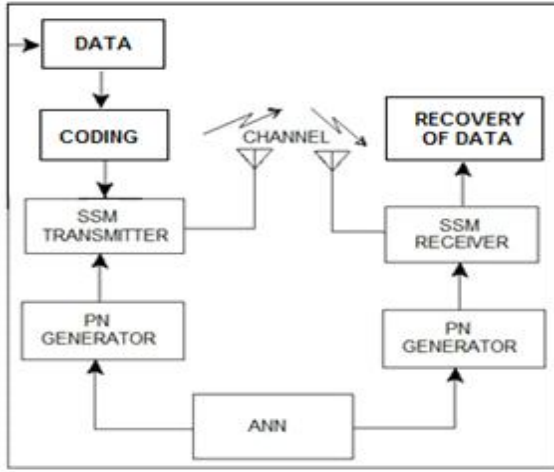 DATA
CODING
CHANNEL
RECOVERY
OF DATA
SSM
TRANSMITTER
SSM
RECEIVER
PN
GENERATOR
PN
GENERATOR
ANN